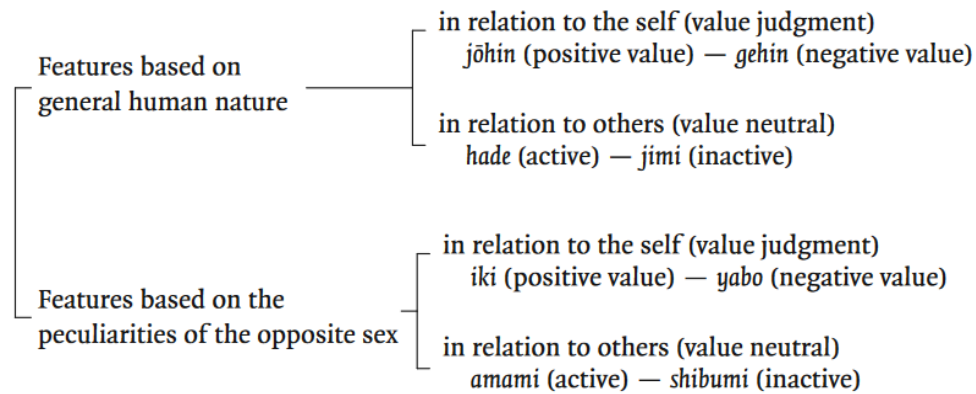 Features based on
general human nature
in relation to the self (value judgment)
jōhin (positive value) — gehin (negative value)
in relation to others (value neutral)
hade (active) — jimi (inactive)
Features based on the
peculiarities of the opposite sex
in relation to the self (value judgment)
iki (positive value) — yabo (negative value)
in relation to others (value neutral)
amami (active) — shibumi (inactive)